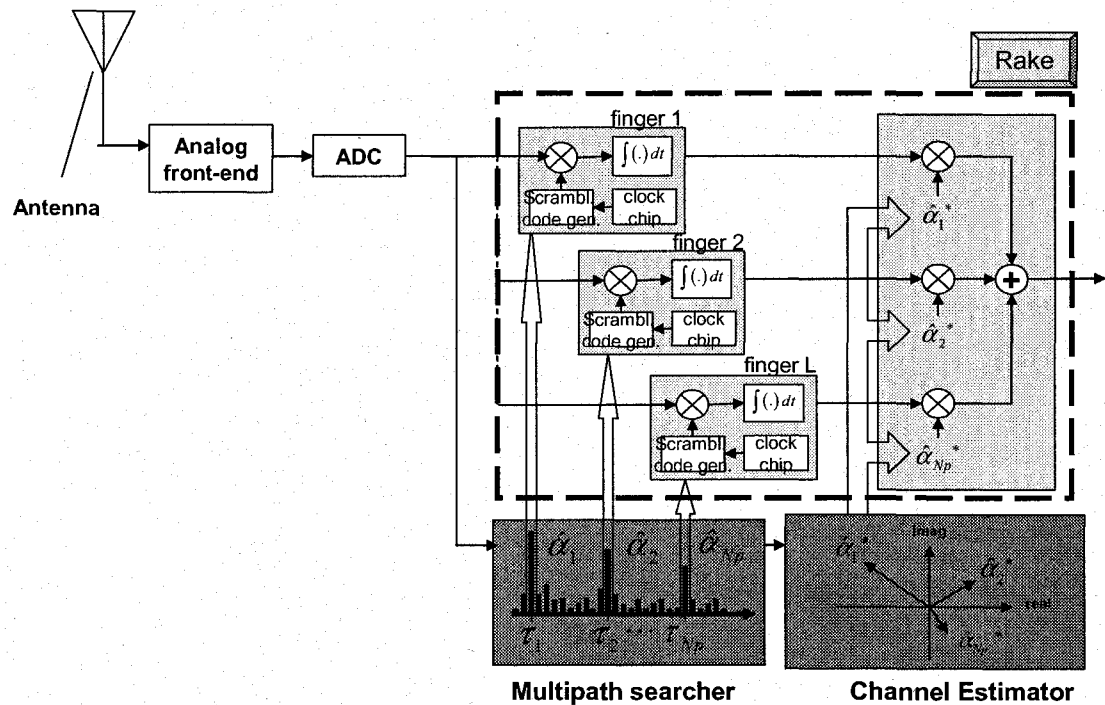 Rake
finger 1
Analog
front-end
ADC
∫(.)dt
Scrambl.
code gen.
clock
chip
Antenna
α̂₁*
finger 2
∫(.)dt
Scrambl.
code gen.
clock
chip
α̂₂*
+
finger L
∫(.)dt
Scrambl.
code gen.
clock
chip
α̂Np*
α̂₁ α̂₂ α̂Np
τ₁ τ₂ ... τNp
imag
α̂₁*
α̂₂*
real
α̂Np*
Multipath searcher
Channel Estimator